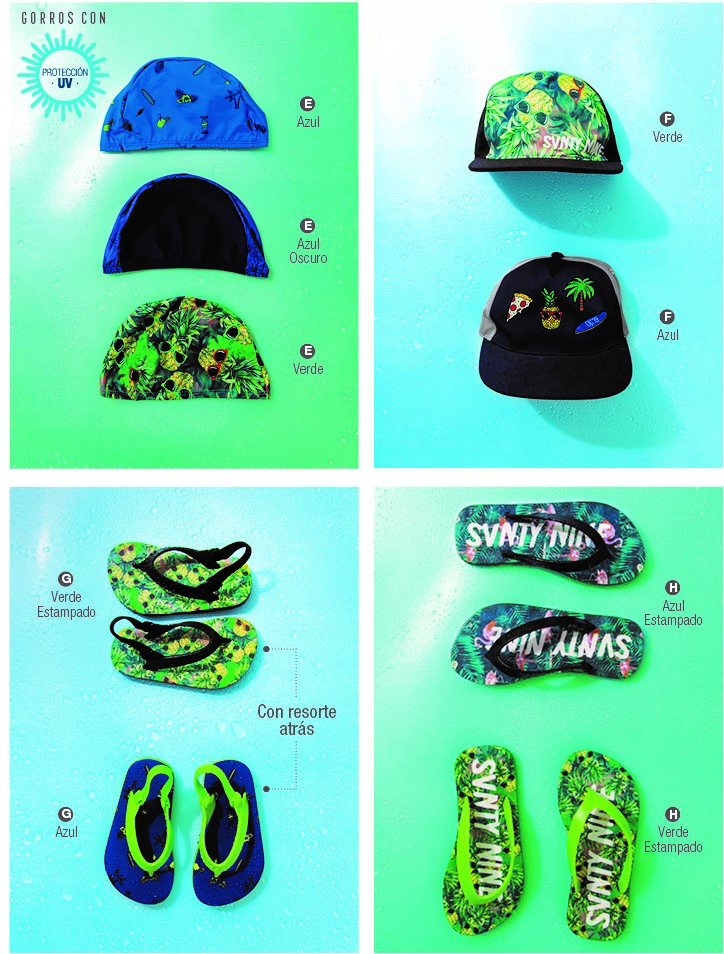 GORROS CON
PROTECCIÓN
· UV ·
E
Azul
E
Azul
Oscuro
E
Verde
F
Verde
SVNTY NINE
F
Azul
G
Verde
Estampado
Con resorte
atrás
G
Azul
SVNTY NINE
SVNTY NINE
H
Azul
Estampado
SVNTY NINE
SVNTY NINE
H
Verde
Estampado